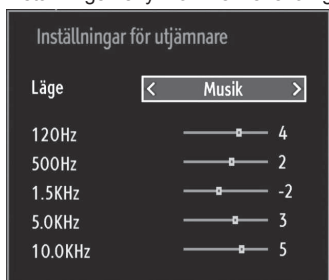 Inställningar för utjämnare
Läge < Musik >
120Hz 4
500Hz 2
1.5KHz -2
5.0KHz 3
10.0KHz 5